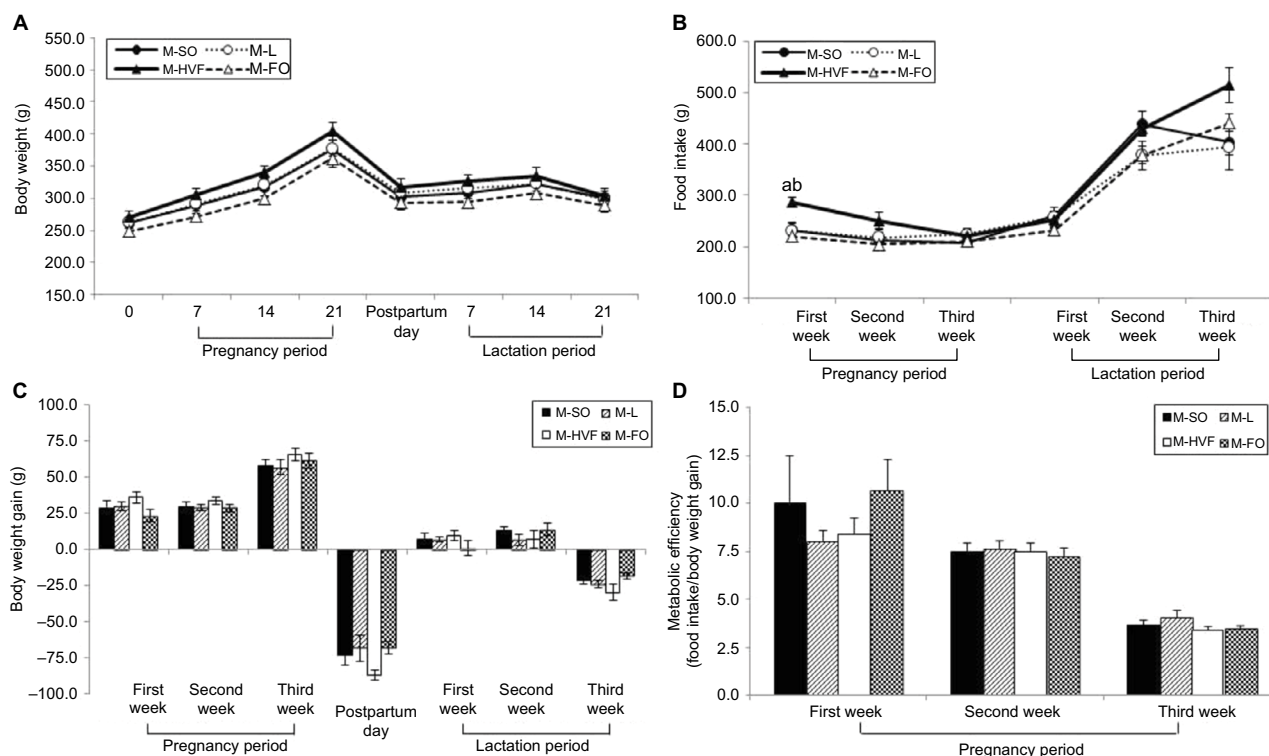 A
550.0
500.0
450.0
400.0
350.0
300.0
250.0
200.0
150.0
Body weight (g)
M-SO M-L
M-HVF M-FO
0 7 14 21 Postpartum day 7 14 21
Pregnancy period Lactation period
B
600.0
500.0
400.0
300.0
200.0
100.0
Food intake (g)
M-SO M-L
M-HVF M-FO
ab
First week Second week Third week First week Second week Third week
Pregnancy period Lactation period
C
100.0
75.0
50.0
25.0
0.0
–25.0
–50.0
–75.0
–100.0
Body weight gain (g)
M-SO M-L
M-HVF M-FO
First week Second week Third week Postpartum day First week Second week Third week
Pregnancy period Lactation period
D
15.0
12.5
10.0
7.5
5.0
2.5
0.0
Metabolic efficiency
(food intake/body weight gain)
M-SO M-L
M-HVF M-FO
First week Second week Third week
Pregnancy period